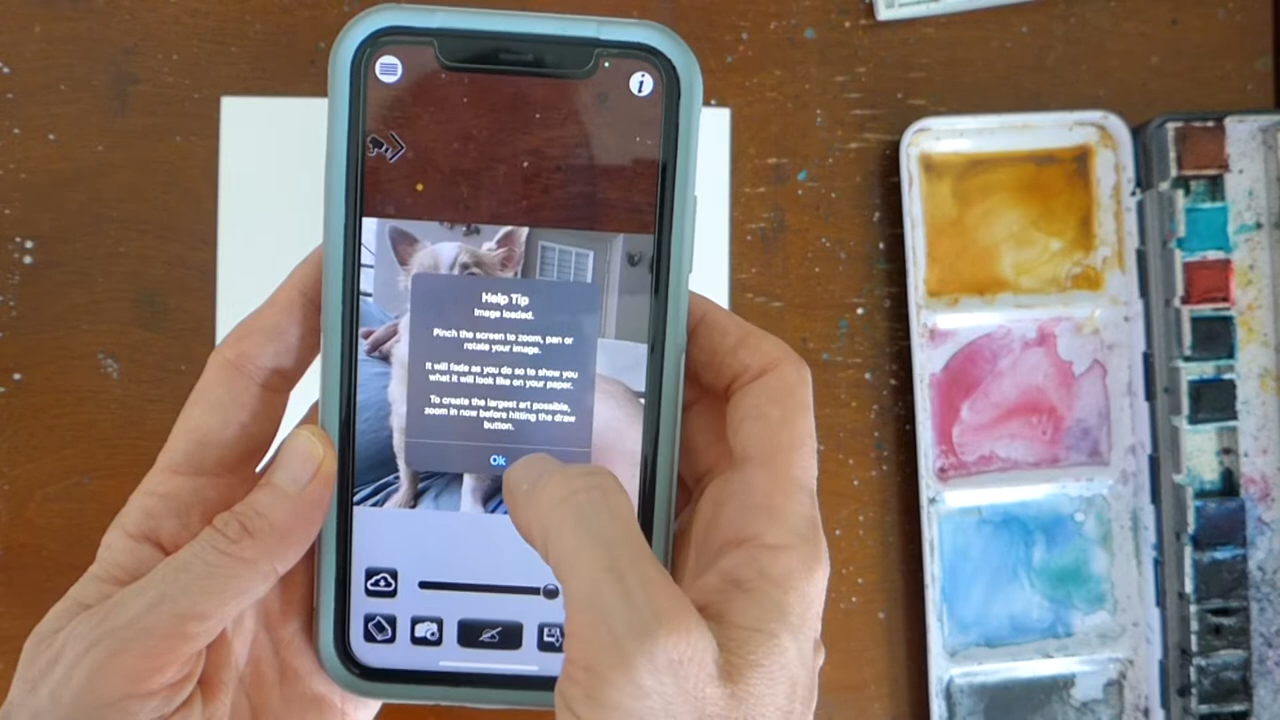 i
Help Tip
Image loaded.
Pinch the screen to zoom, pan or
rotate your image.
It will fade as you do so to show you
what it will look like on your paper.
To create the largest art possible,
zoom in now before hitting the draw
button.
Ok